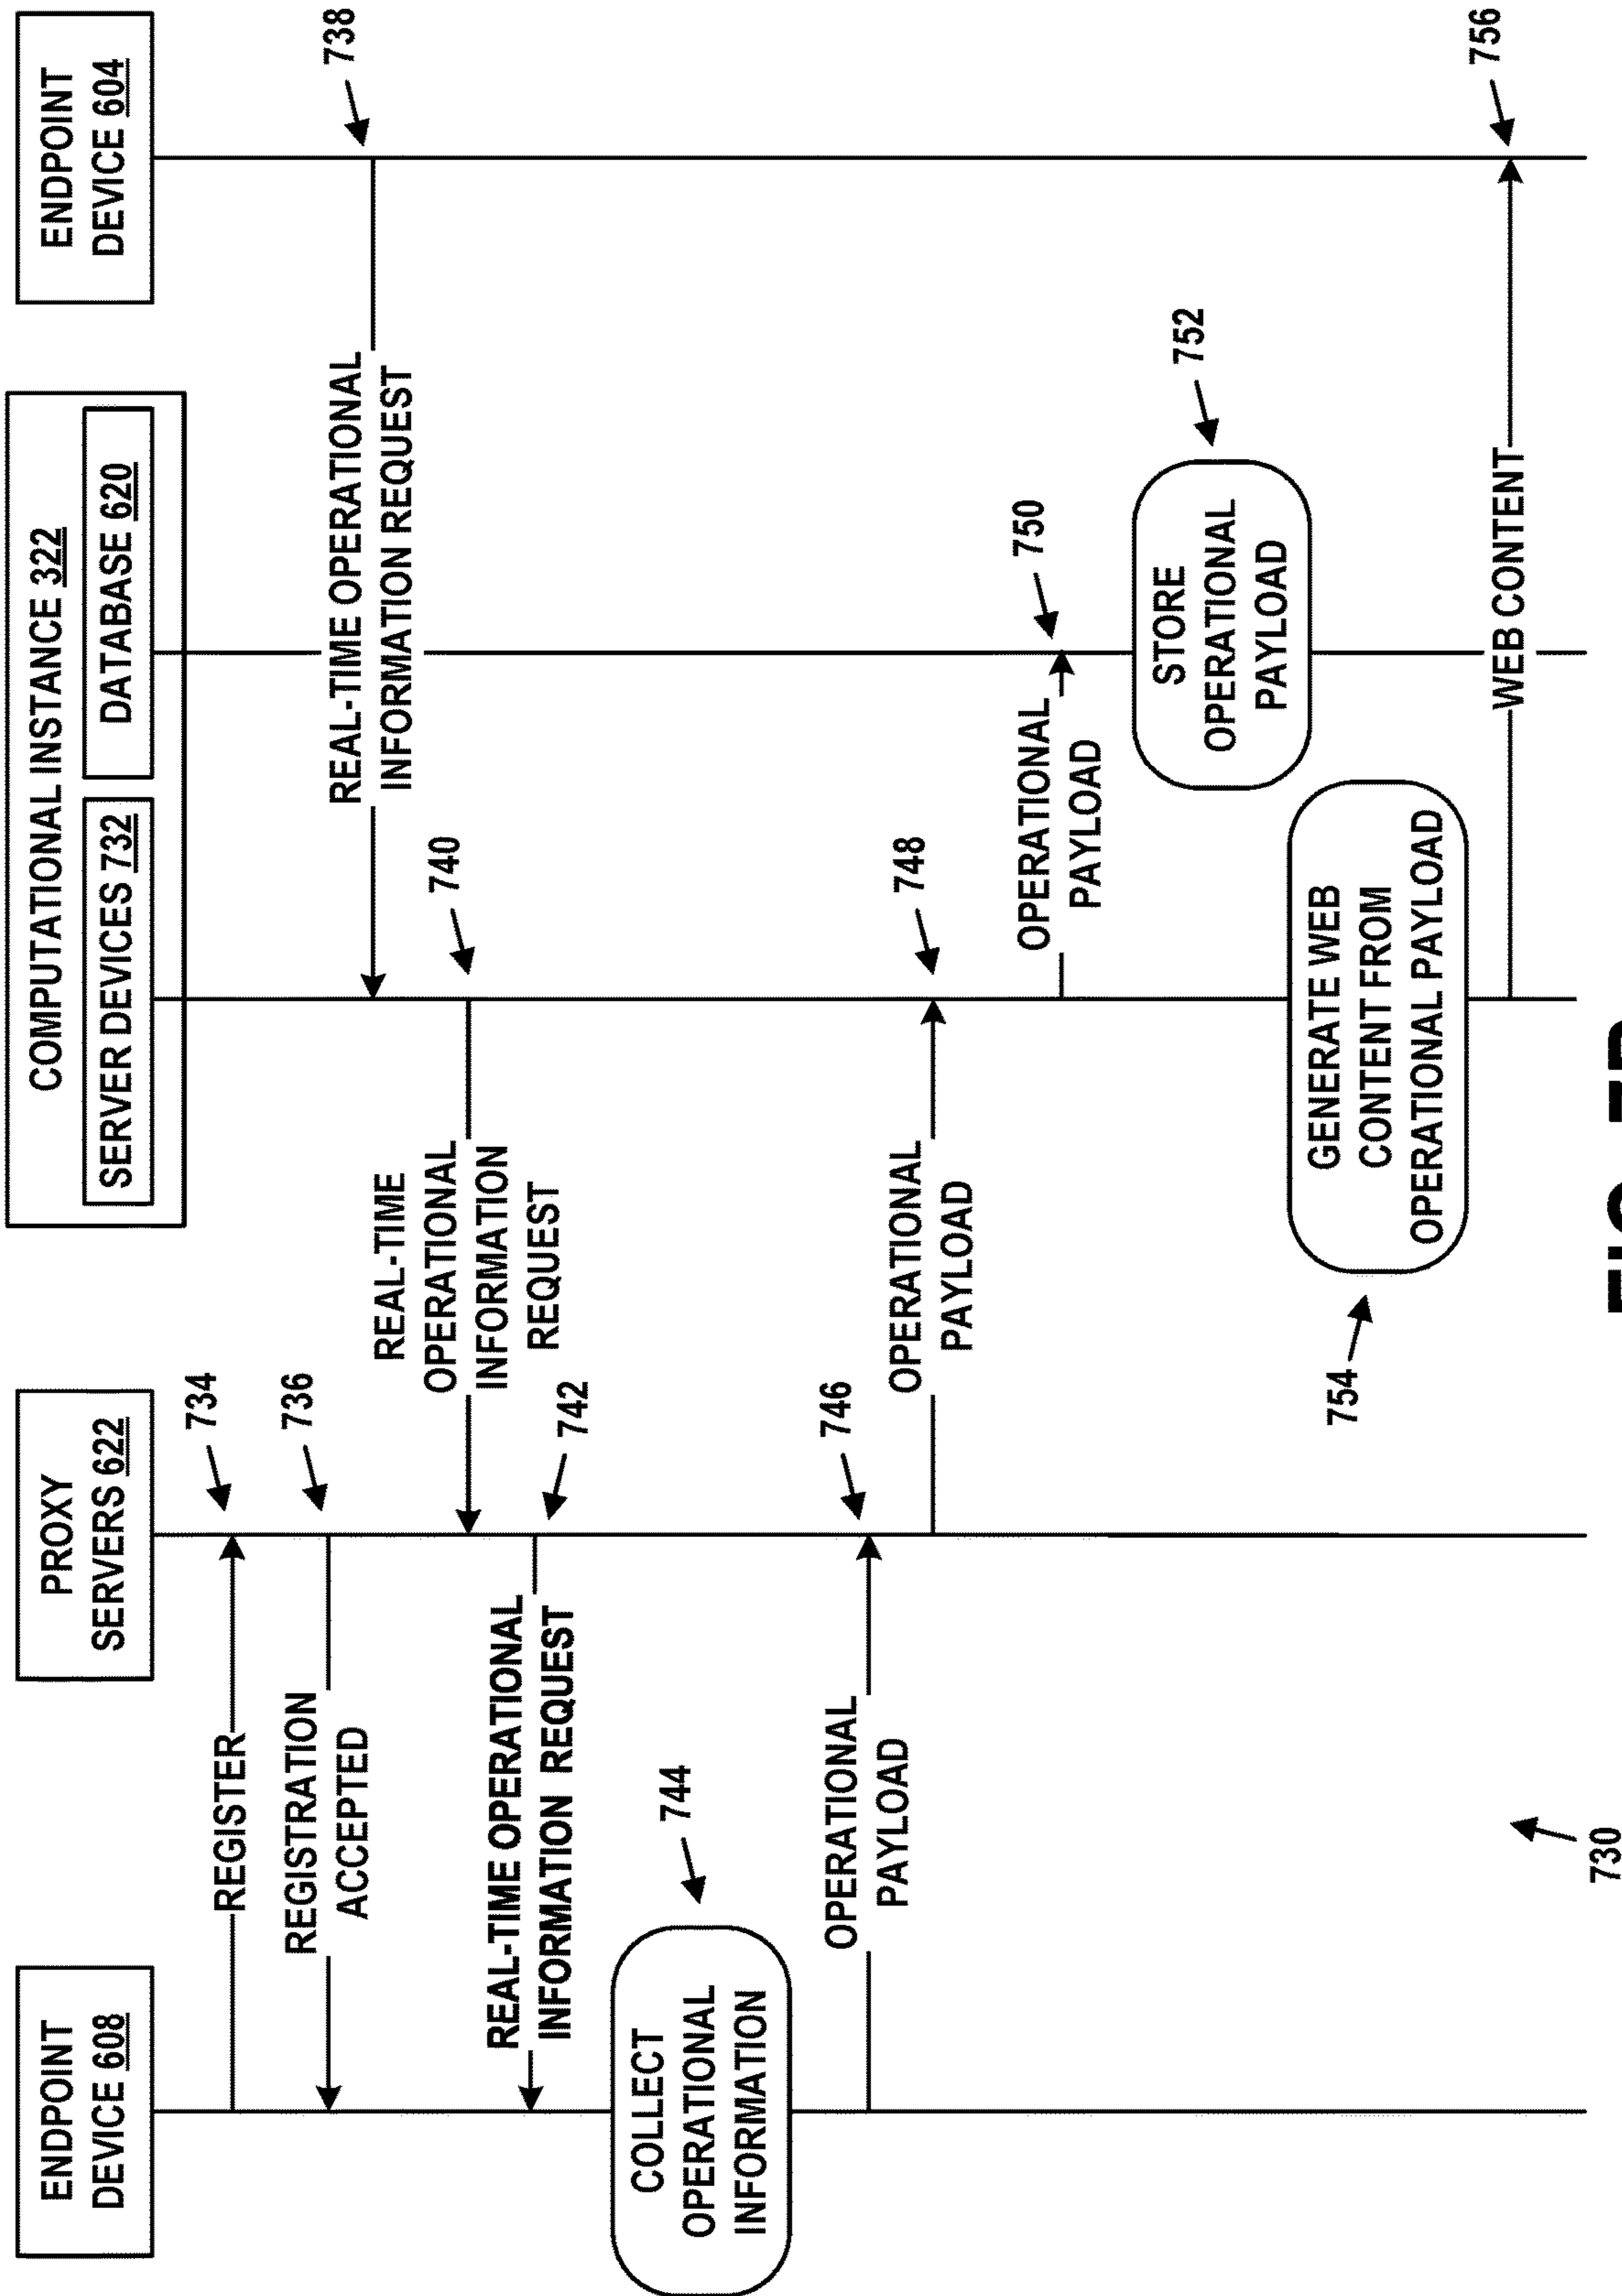 ENDPOINT
DEVICE 608
PROXY
SERVERS 622
COMPUTATIONAL INSTANCE 322
SERVER DEVICES 732
DATABASE 620
ENDPOINT
DEVICE 604
REGISTER
734
REGISTRATION
ACCEPTED
736
REAL-TIME OPERATIONAL
INFORMATION REQUEST
738
REAL-TIME
OPERATIONAL
INFORMATION
REQUEST
740
REAL-TIME OPERATIONAL
INFORMATION REQUEST
742
COLLECT
OPERATIONAL
INFORMATION
744
OPERATIONAL
PAYLOAD
746
OPERATIONAL
PAYLOAD
748
OPERATIONAL
PAYLOAD
750
STORE
OPERATIONAL
PAYLOAD
752
GENERATE WEB
CONTENT FROM
OPERATIONAL PAYLOAD
754
WEB CONTENT
756
730